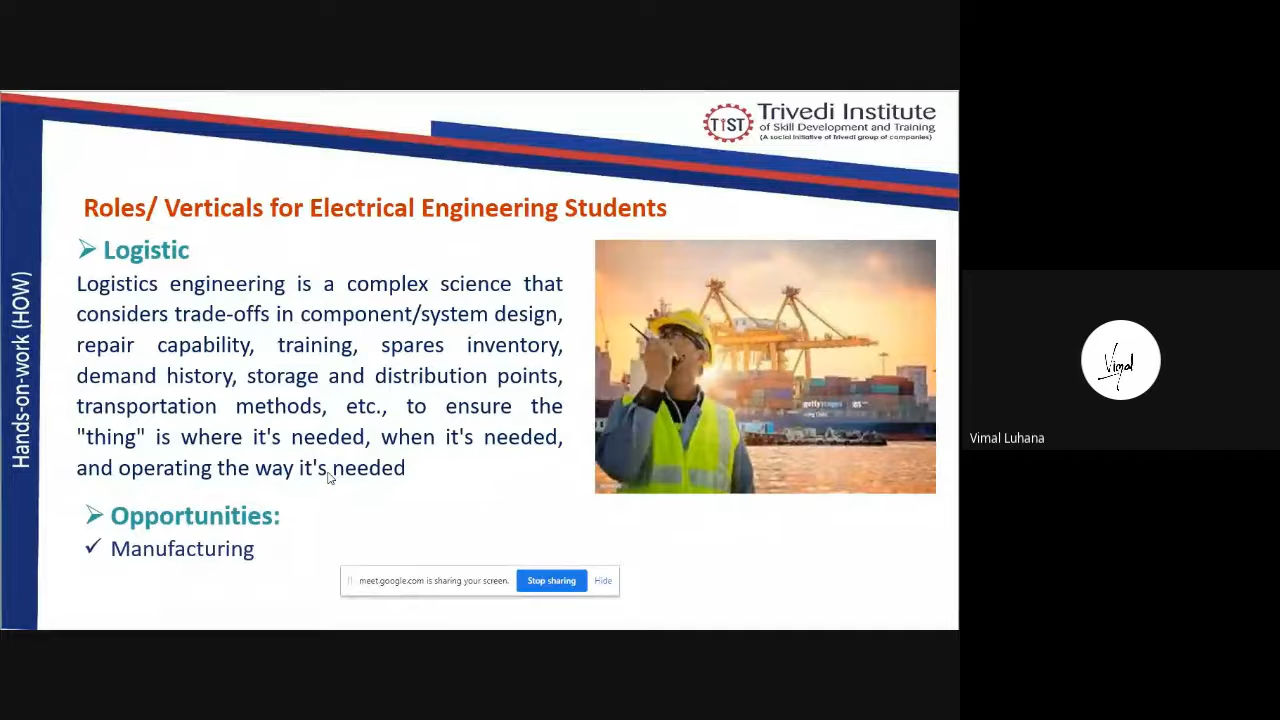 Trivedi Institute
of Skill Development and Training
(A social initiative of Trivedi group of companies)
TIST
Roles/ Verticals for Electrical Engineering Students
Logistic
Logistics engineering is a complex science that
considers trade-offs in component/system design,
repair capability, training, spares inventory,
demand history, storage and distribution points,
transportation methods, etc., to ensure the
"thing" is where it's needed, when it's needed,
and operating the way it's needed
Opportunities:
Manufacturing
Hands-on-work (HOW)
gettyimages
meet.google.com is sharing your screen.
Stop sharing
Hide
Vimal
Vimal Luhana